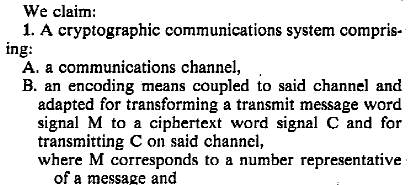 We claim:
1. A cryptographic communications system compris-
ing:
A. a communications channel,
B. an encoding means coupled to said channel and
adapted for transforming a transmit message word
signal M to a ciphertext word signal C and for
transmitting C on said channel,
where M corresponds to a number representative
of a message and